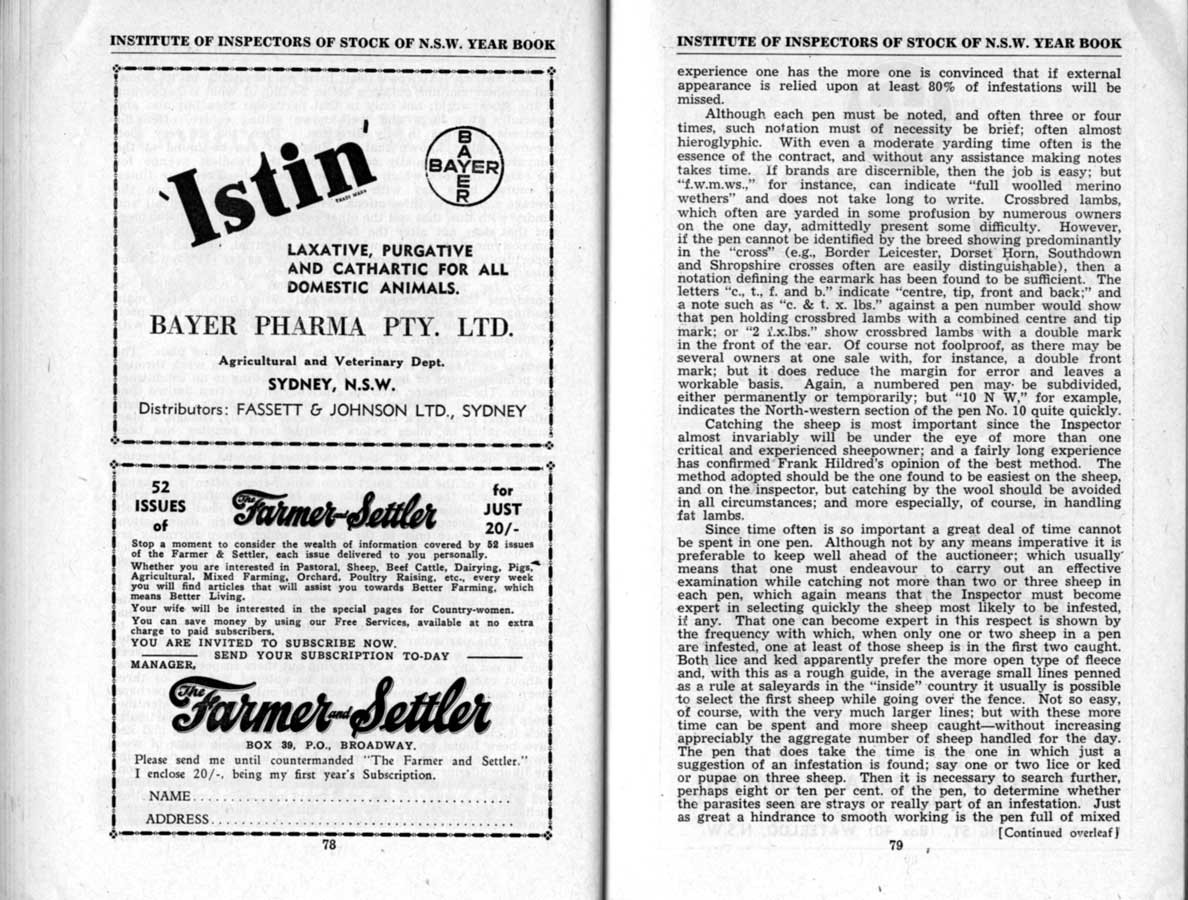 INSTITUTE OF INSPECTORS OF STOCK OF N.S.W. YEAR BOOK
'Istin'
TRADE MARK
BAYER
BAYER
LAXATIVE, PURGATIVE
AND CATHARTIC FOR ALL
DOMESTIC ANIMALS.
BAYER PHARMA PTY. LTD.
Agricultural and Veterinary Dept.
SYDNEY, N.S.W.
Distributors: FASSETT & JOHNSON LTD., SYDNEY
52
ISSUES
of
The Farmer and Settler
for
JUST
20/-
Stop a moment to consider the wealth of information covered by 52 issues
of the Farmer & Settler, each issue delivered to you personally.
Whether you are interested in Pastoral, Sheep, Beef Cattle, Dairying, Pigs,
Agricultural, Mixed Farming, Orchard, Poultry Raising, etc., every week
you will find articles that will assist you towards Better Farming, which
means Better Living.
Your wife will be interested in the special pages for Country-women.
You can save money by using our Free Services, available at no extra
charge to paid subscribers.
YOU ARE INVITED TO SUBSCRIBE NOW.
SEND YOUR SUBSCRIPTION TO-DAY
MANAGER,
The Farmer and Settler
BOX 39, P.O., BROADWAY.
Please send me until countermanded "The Farmer and Settler."
I enclose 20/-, being my first year's Subscription.
NAME
ADDRESS
78
INSTITUTE OF INSPECTORS OF STOCK OF N.S.W. YEAR BOOK
experience one has the more one is convinced that if external
appearance is relied upon at least 80% of infestations will be
missed.
Although each pen must be noted, and often three or four
times, such notation must of necessity be brief; often almost
hieroglyphic. With even a moderate yarding time often is the
essence of the contract, and without any assistance making notes
takes time. If brands are discernible, then the job is easy; but
"f.w.m.ws.," for instance, can indicate "full woolled merino
wethers" and does not take long to write. Crossbred lambs,
which often are yarded in some profusion by numerous owners
on the one day, admittedly present some difficulty. However,
if the pen cannot be identified by the breed showing predominantly
in the "cross" (e.g., Border Leicester, Dorset Horn, Southdown
and Shropshire crosses often are easily distinguishable), then a
notation defining the earmark has been found to be sufficient. The
letters "c., t., f. and b." indicate "centre, tip, front and back;" and
a note such as "c. & t. x. lbs." against a pen number would show
that pen holding crossbred lambs with a combined centre and tip
mark; or "2 f.x.lbs." show crossbred lambs with a double mark
in the front of the ear. Of course not foolproof, as there may be
several owners at one sale with, for instance, a double front
mark; but it does reduce the margin for error and leaves a
workable basis. Again, a numbered pen may be subdivided,
either permanently or temporarily; but "10 N W," for example,
indicates the North-western section of the pen No. 10 quite quickly.
Catching the sheep is most important since the Inspector
almost invariably will be under the eye of more than one
critical and experienced sheepowner; and a fairly long experience
has confirmed Frank Hildred's opinion of the best method. The
method adopted should be the one found to be easiest on the sheep,
and on the inspector, but catching by the wool should be avoided
in all circumstances; and more especially, of course, in handling
fat lambs.
Since time often is so important a great deal of time cannot
be spent in one pen. Although not by any means imperative it is
preferable to keep well ahead of the auctioneer; which usually
means that one must endeavour to carry out an effective
examination while catching not more than two or three sheep in
each pen, which again means that the Inspector must become
expert in selecting quickly the sheep most likely to be infested,
if any. That one can become expert in this respect is shown by
the frequency with which, when only one or two sheep in a pen
are infested, one at least of those sheep is in the first two caught.
Both lice and ked apparently prefer the more open type of fleece
and, with this as a rough guide, in the average small lines penned
as a rule at saleyards in the "inside" country it usually is possible
to select the first sheep while going over the fence. Not so easy,
of course, with the very much larger lines; but with these more
time can be spent and more sheep caught—without increasing
appreciably the aggregate number of sheep handled for the day.
The pen that does take the time is the one in which just a
suggestion of an infestation is found; say one or two lice or ked
or pupae on three sheep. Then it is necessary to search further,
perhaps eight or ten per cent. of the pen, to determine whether
the parasites seen are strays or really part of an infestation. Just
as great a hindrance to smooth working is the pen full of mixed
[Continued overleaf]
79